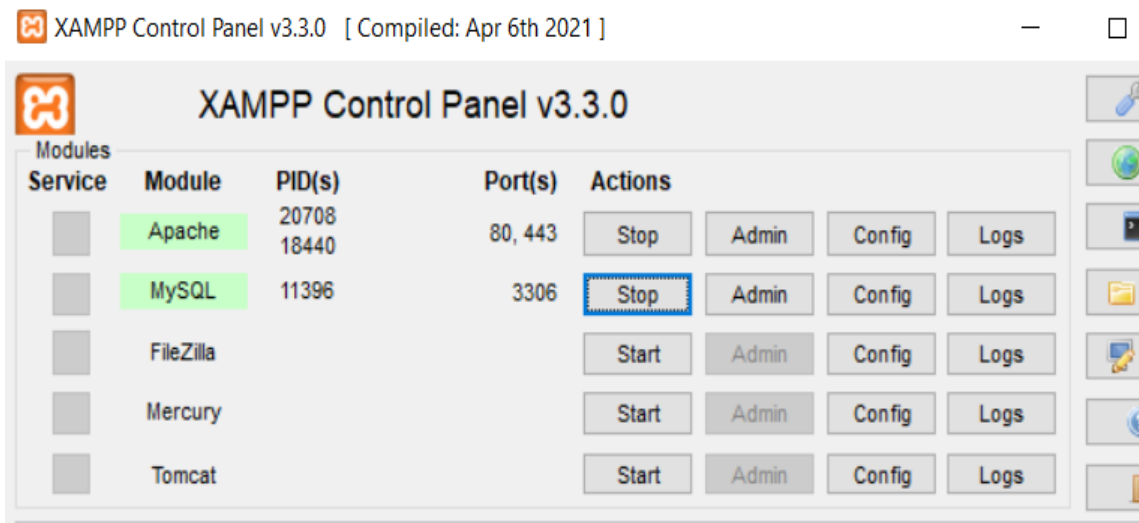 XAMPP Control Panel v3.3.0 [ Compiled: Apr 6th 2021 ]
XAMPP Control Panel v3.3.0
Modules
Service Module PID(s) Port(s) Actions
Apache 20708 18440 80, 443 Stop Admin Config Logs
MySQL 11396 3306 Stop Admin Config Logs
FileZilla Start Admin Config Logs
Mercury Start Admin Config Logs
Tomcat Start Admin Config Logs